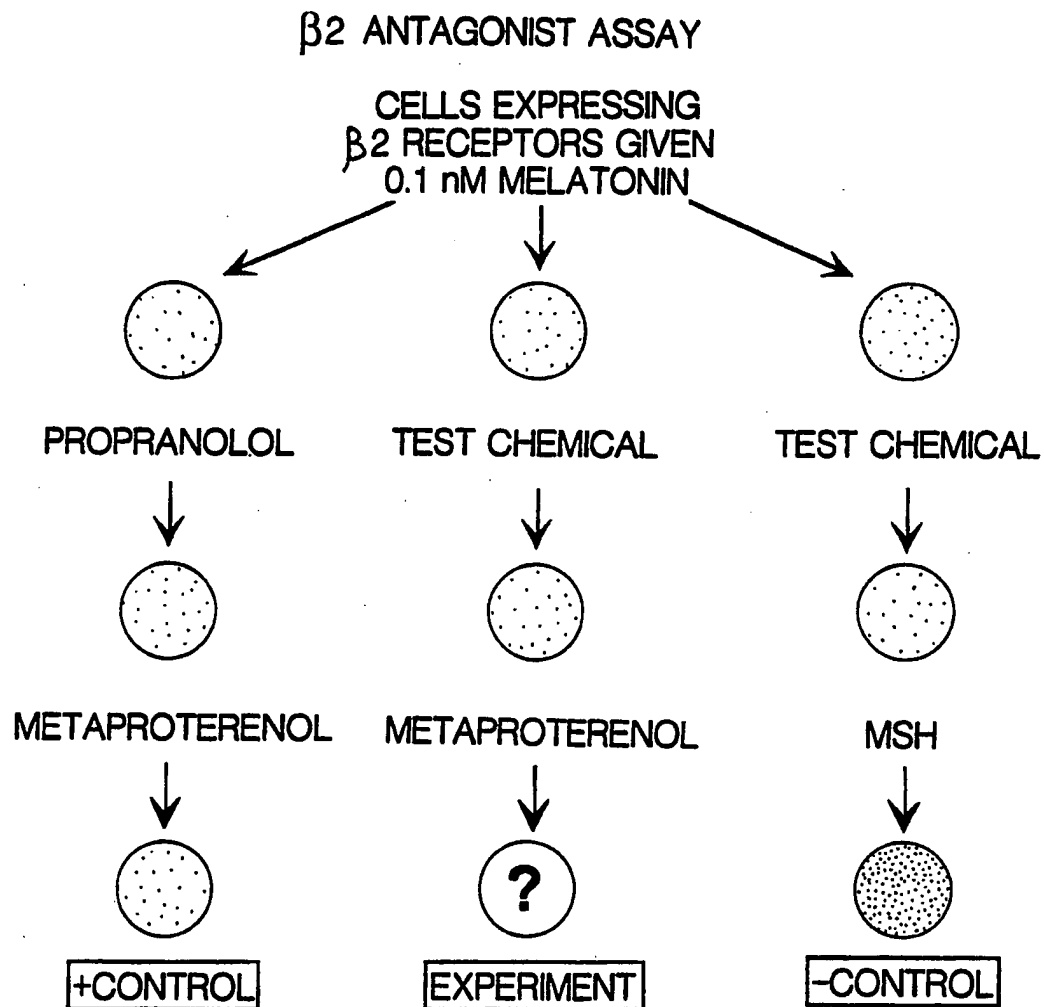 β2 ANTAGONIST ASSAY
CELLS EXPRESSING
β2 RECEPTORS GIVEN
0.1 nM MELATONIN
PROPRANOLOL
TEST CHEMICAL
TEST CHEMICAL
METAPROTERENOL
METAPROTERENOL
MSH
?
+CONTROL
EXPERIMENT
-CONTROL